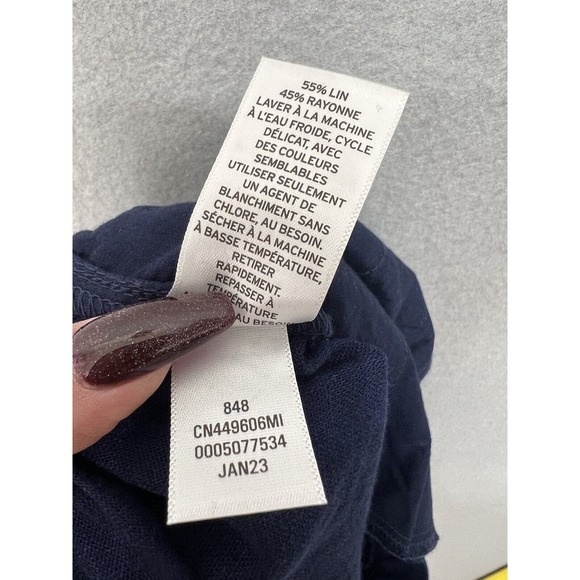 55% LIN
45% RAYONNE
LAVER À LA MACHINE
À L'EAU FROIDE, CYCLE
DÉLICAT, AVEC
DES COULEURS
SEMBLABLES
UTILISER SEULEMENT
UN AGENT DE
BLANCHIMENT SANS
CHLORE, AU BESOIN.
SÉCHER À LA MACHINE
À BASSE TEMPÉRATURE,
RETIRER
RAPIDEMENT.
REPASSER À
TEMPÉRATURE
AU BESOIN
848
CN449606MI
0005077534
JAN23